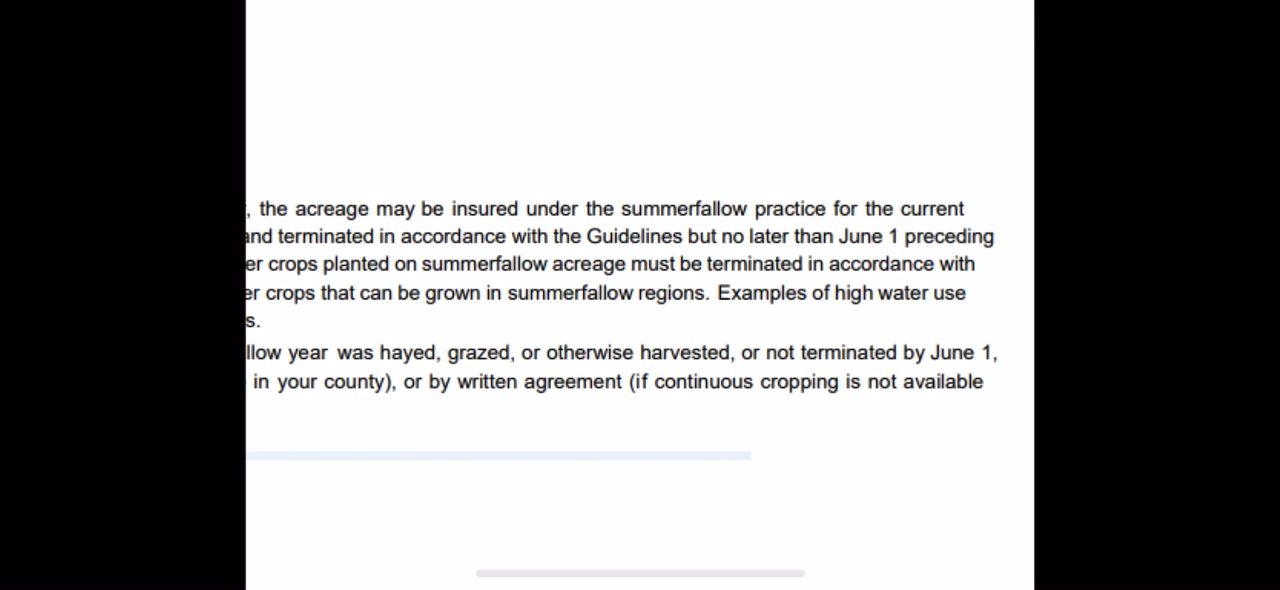 , the acreage may be insured under the summerfallow practice for the current
and terminated in accordance with the Guidelines but no later than June 1 preceding
er crops planted on summerfallow acreage must be terminated in accordance with
er crops that can be grown in summerfallow regions. Examples of high water use
s.
llow year was hayed, grazed, or otherwise harvested, or not terminated by June 1,
in your county), or by written agreement (if continuous cropping is not available